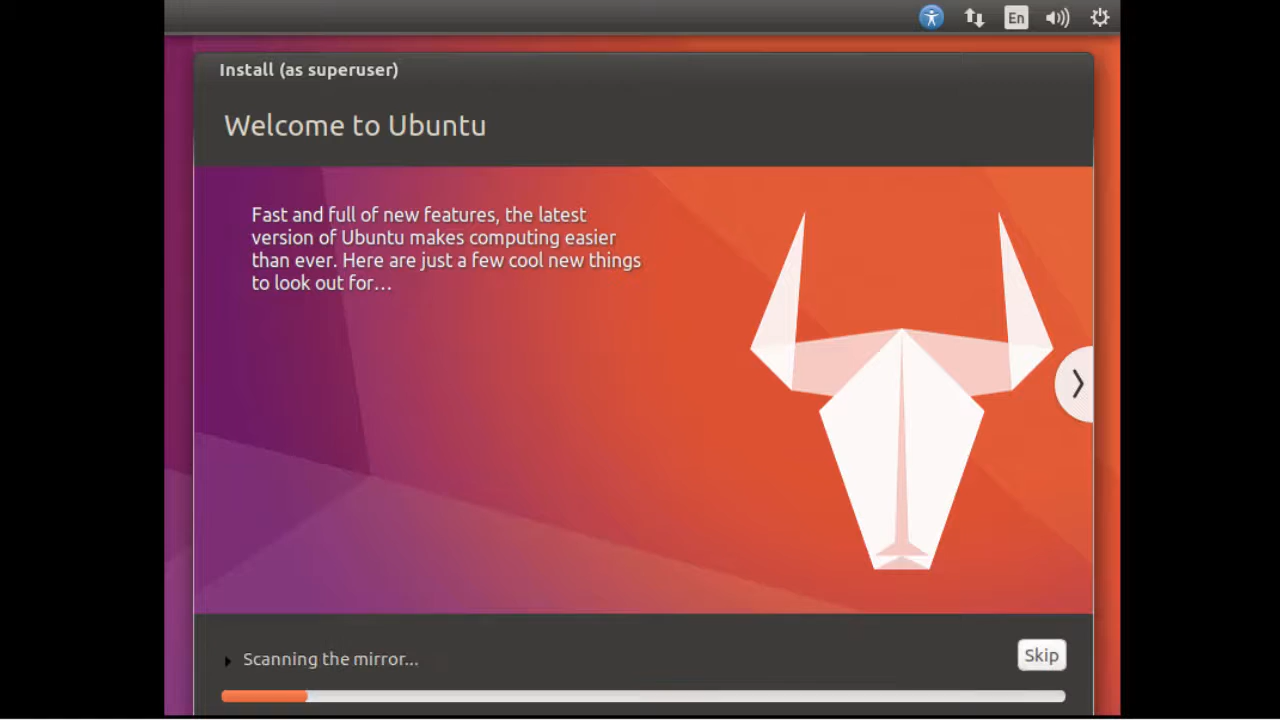 En
Install (as superuser)
Welcome to Ubuntu
Fast and full of new features, the latest
version of Ubuntu makes computing easier
than ever. Here are just a few cool new things
to look out for…
Scanning the mirror...
Skip